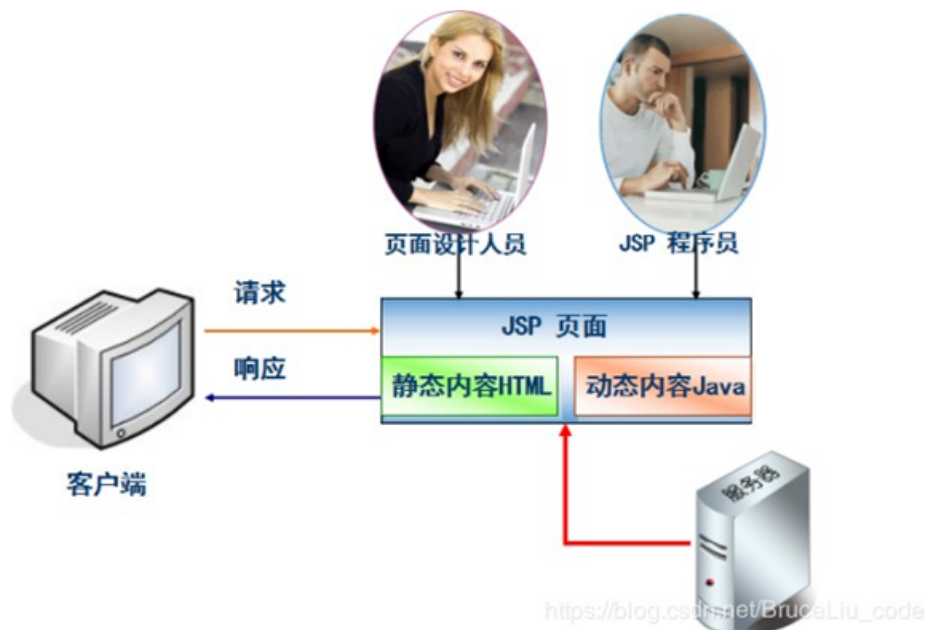 页面设计人员
JSP 程序员
请求
JSP 页面
响应
静态内容HTML
动态内容Java
客户端
服务器
https://blog.csdn.net/BruceLiu_code